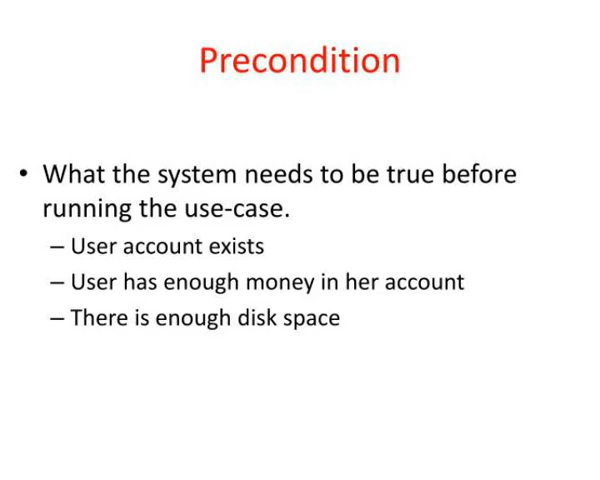 Precondition
• What the system needs to be true before
running the use-case.
– User account exists
– User has enough money in her account
– There is enough disk space